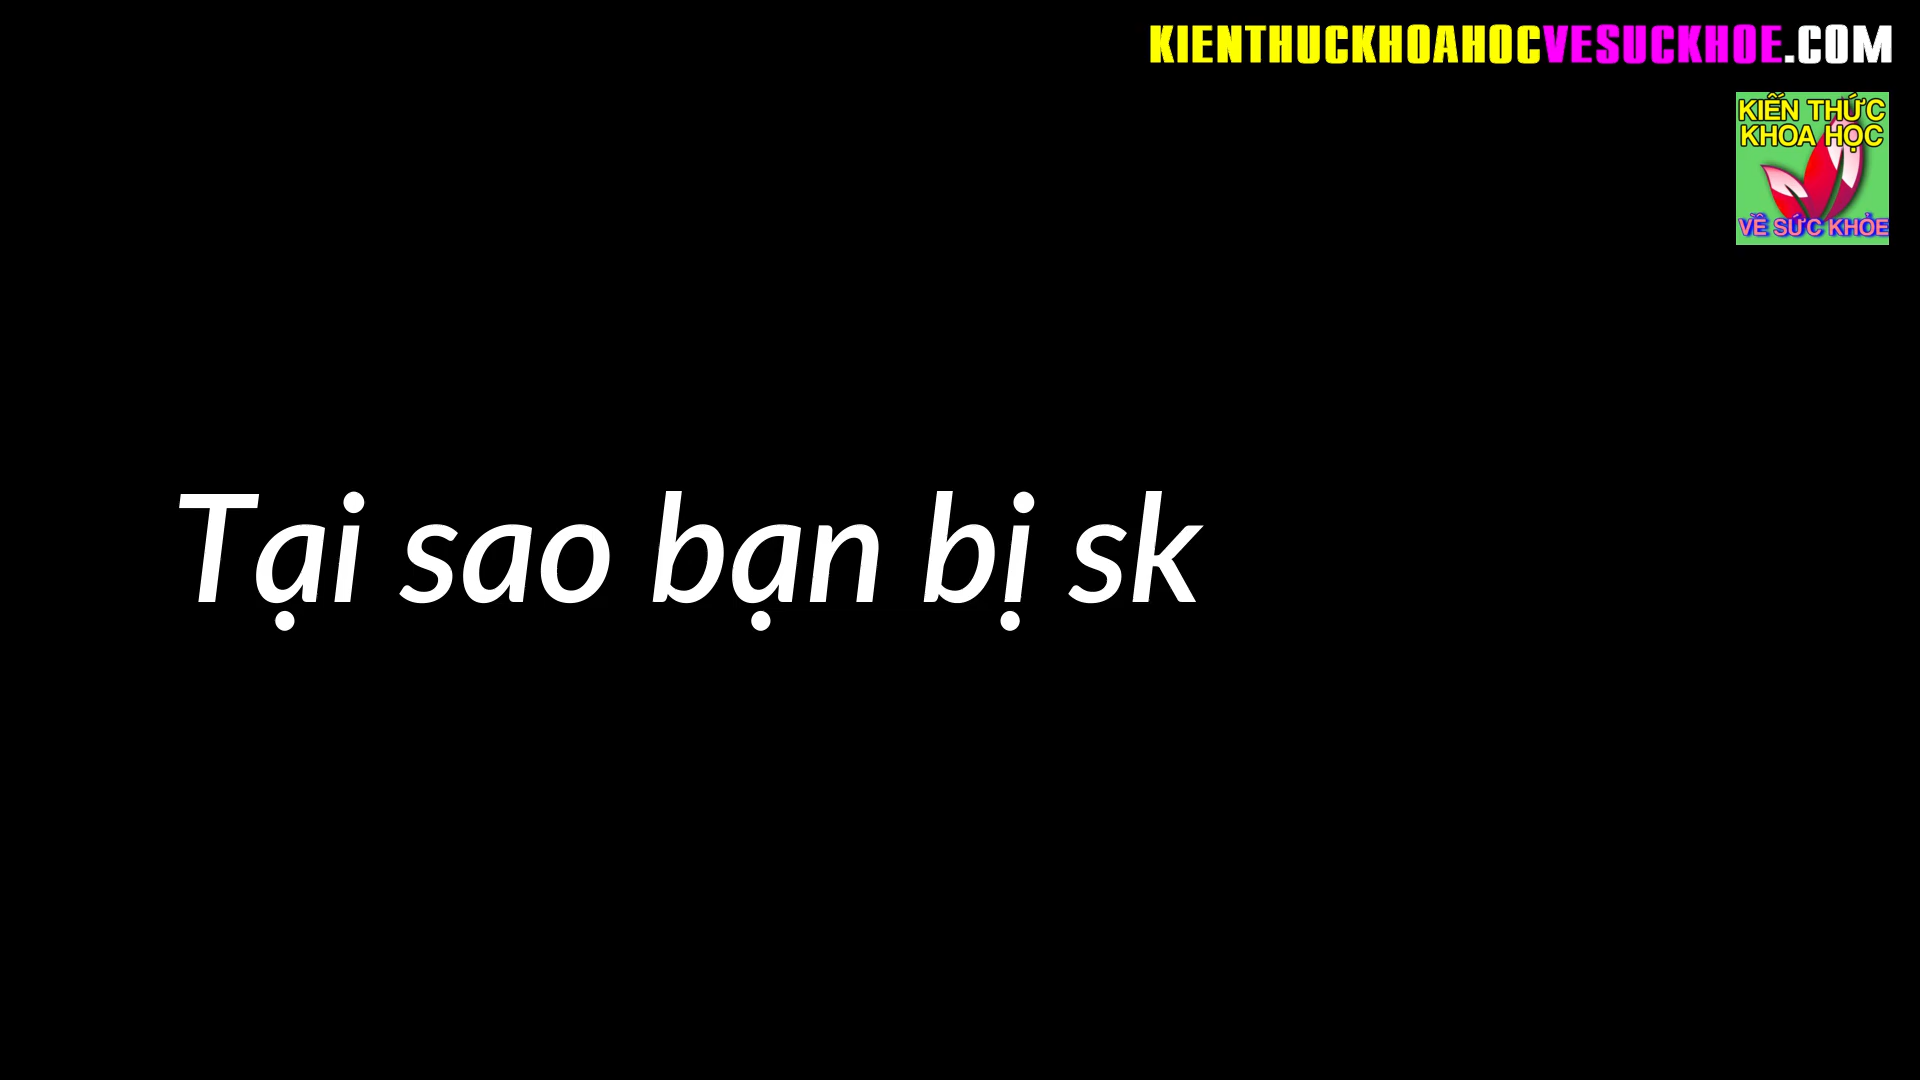 KIENTHUCKHOAHOCVESUCKHOE.COM
KIẾN THỨC
KHOA HỌC
VỀ SỨC KHỎE
Tại sao bạn bị sk